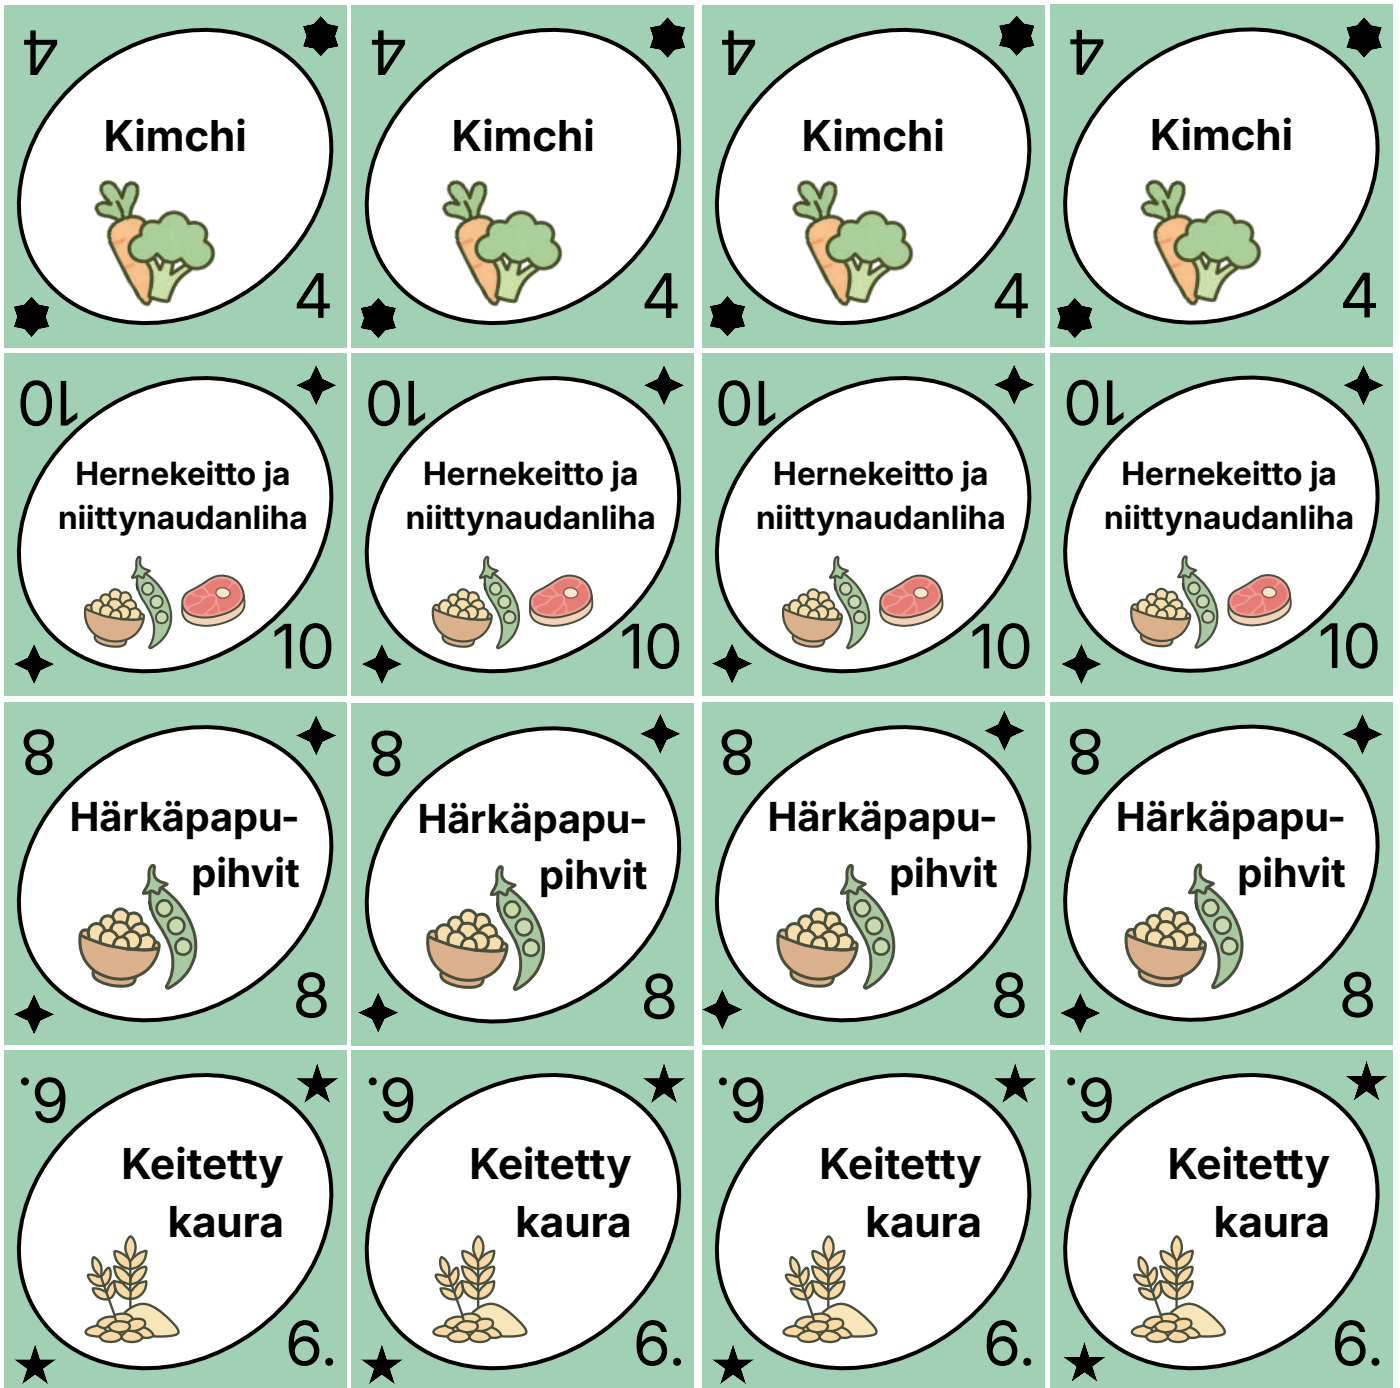 4 4 4 4
Kimchi Kimchi Kimchi Kimchi
4 4 4 4
10 10 10 10
Hernekeitto ja Hernekeitto ja Hernekeitto ja Hernekeitto ja
niittynaudanliha niittynaudanliha niittynaudanliha niittynaudanliha
10 10 10 10
8 8 8 8
Härkäpapu- Härkäpapu- Härkäpapu- Härkäpapu-
pihvit pihvit pihvit pihvit
8 8 8 8
6. 6. 6. 6.
Keitetty Keitetty Keitetty Keitetty
kaura kaura kaura kaura
6. 6. 6. 6.